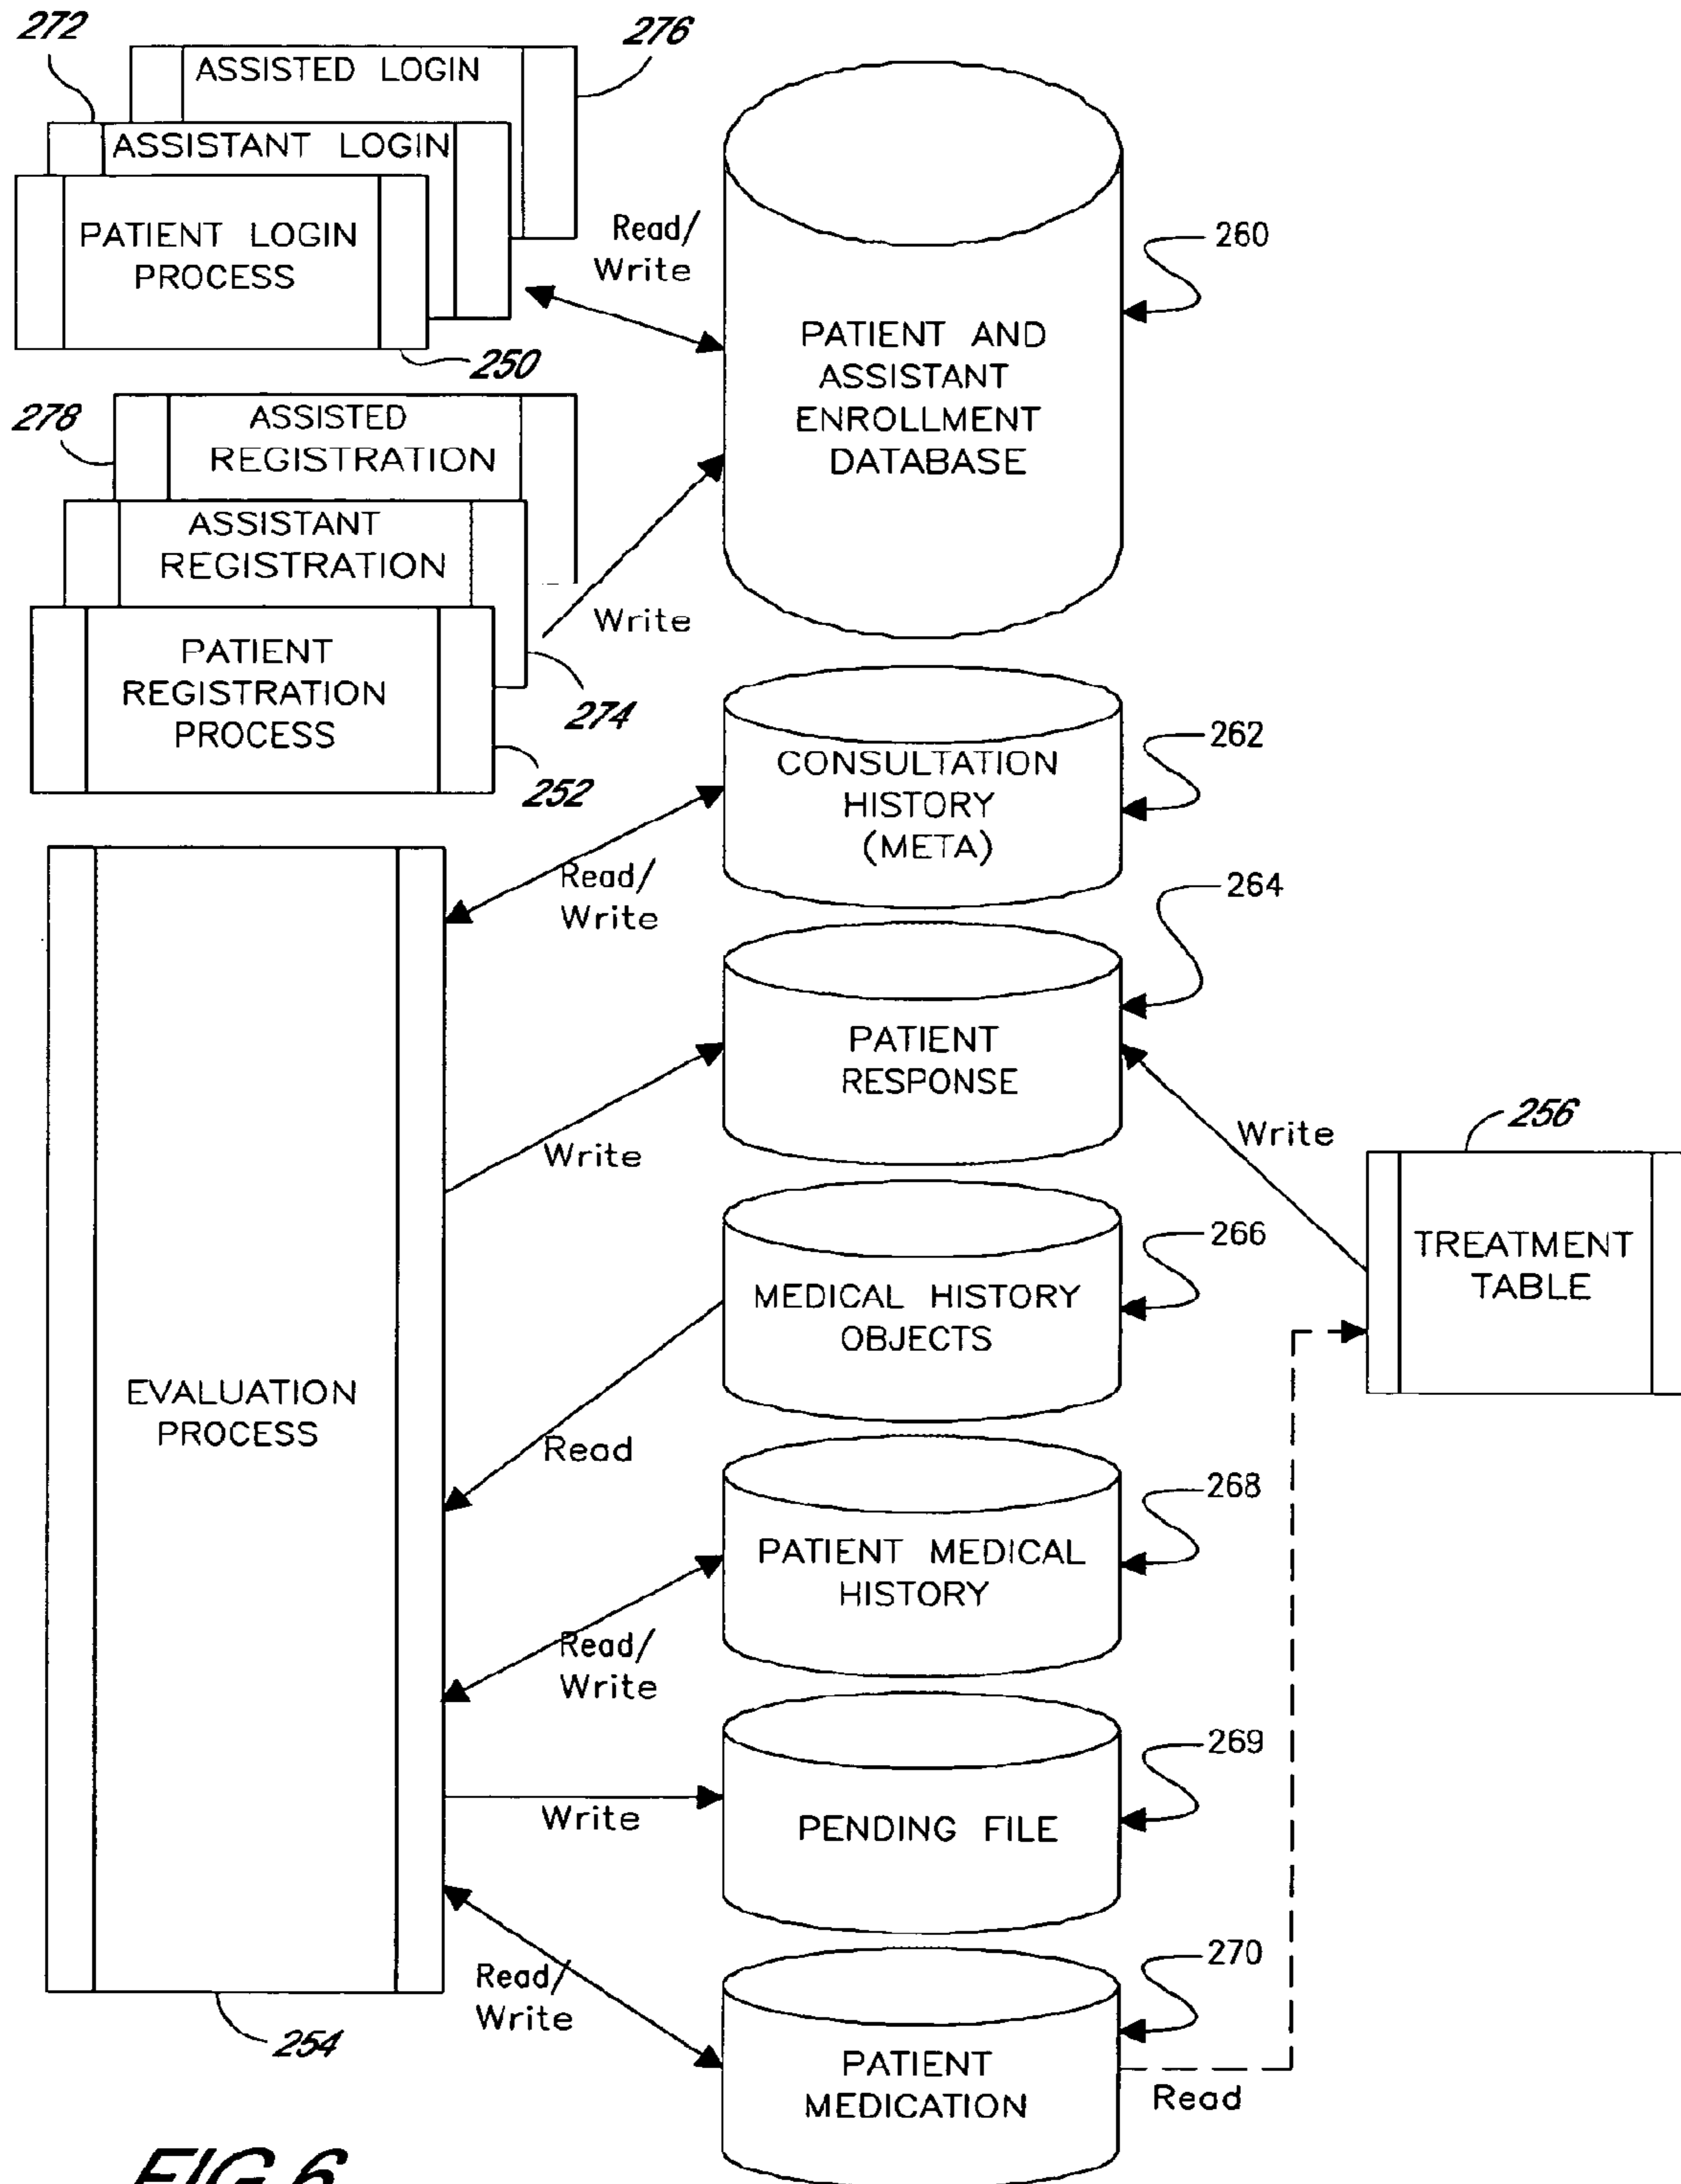 272
276
ASSISTED LOGIN
ASSISTANT LOGIN
PATIENT LOGIN
PROCESS
250
Read/
Write
260
PATIENT AND
ASSISTANT
ENROLLMENT
DATABASE
278
ASSISTED
REGISTRATION
ASSISTANT
REGISTRATION
PATIENT
REGISTRATION
PROCESS
274
252
Write
CONSULTATION
HISTORY
(META)
262
Read/
Write
264
PATIENT
RESPONSE
Write
Write
256
TREATMENT
TABLE
266
MEDICAL HISTORY
OBJECTS
EVALUATION
PROCESS
Read
268
PATIENT MEDICAL
HISTORY
Read/
Write
269
PENDING FILE
Write
270
Read/
Write
PATIENT
MEDICATION
Read
254
FIG.6